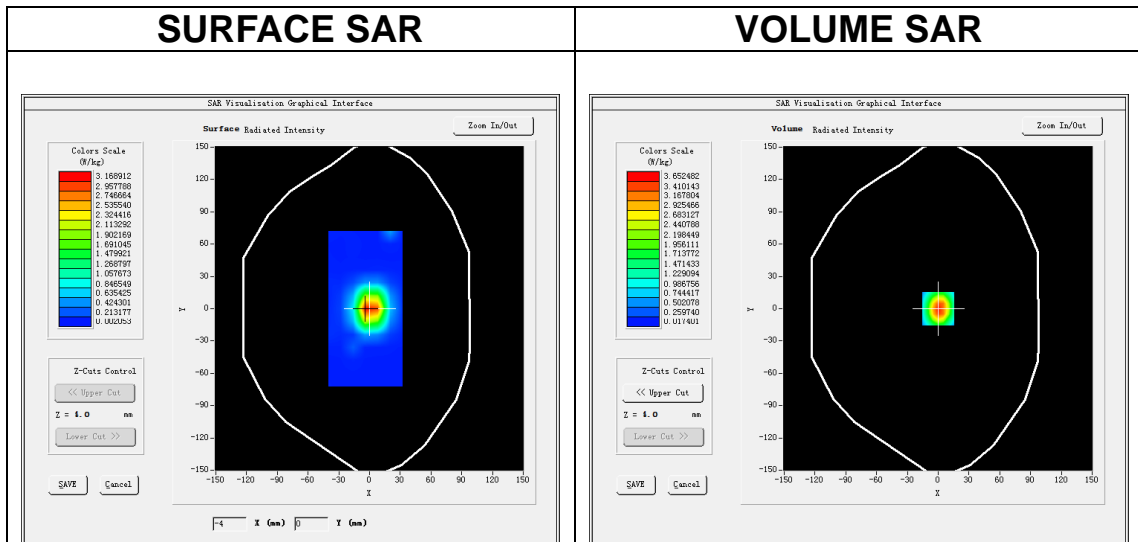 SURFACE SAR
VOLUME SAR
SAR Visualisation Graphical Interface
Surface Radiated Intensity
Zoom In/Out
Colors Scale
(W/kg)
3.168912
2.957788
2.746664
2.535540
2.324416
2.113292
1.902169
1.691045
1.479921
1.268797
1.057673
0.846549
0.635425
0.424301
0.213177
0.002053
Z-Cuts Control
<< Upper Cut
Z = 4.0 mm
Lower Cut >>
SAVE
Cancel
150
120
90
60
30
0
-30
-60
-90
-120
-150
Y
-150 -120 -90 -60 -30 0 30 60 90 120 150
X
-4 X (mm) 0 Y (mm)
SAR Visualisation Graphical Interface
Volume Radiated Intensity
Zoom In/Out
Colors Scale
(W/kg)
3.652482
3.410143
3.167804
2.925466
2.683127
2.440788
2.198449
1.956111
1.713772
1.471433
1.229094
0.986756
0.744417
0.502078
0.259740
0.017401
Z-Cuts Control
<< Upper Cut
Z = 4.0 mm
Lower Cut >>
SAVE
Cancel
150
120
90
60
30
0
-30
-60
-90
-120
-150
Y
-150 -120 -90 -60 -30 0 30 60 90 120 150
X